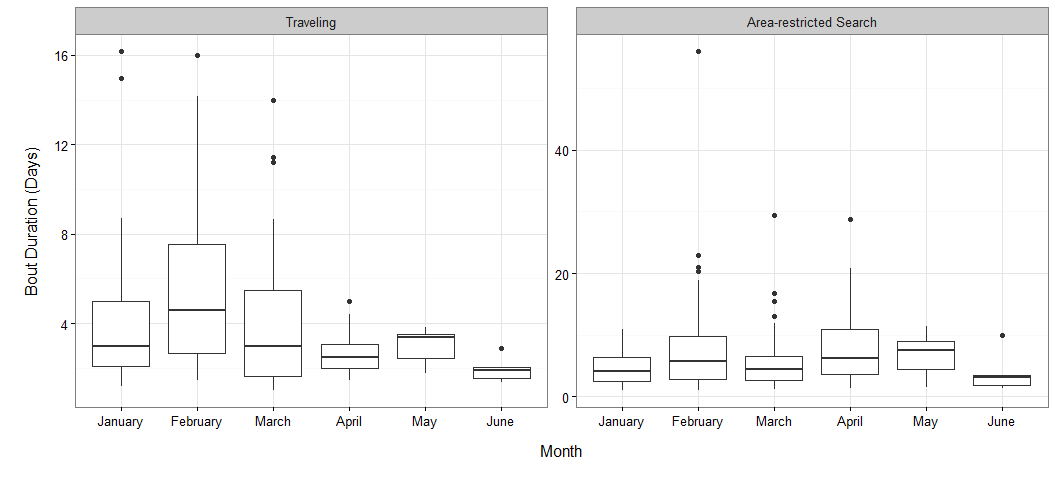 Traveling
Area-restricted Search
Bout Duration (Days)
16
12
8
4
40
20
0
January February March April May June
January February March April May June
Month